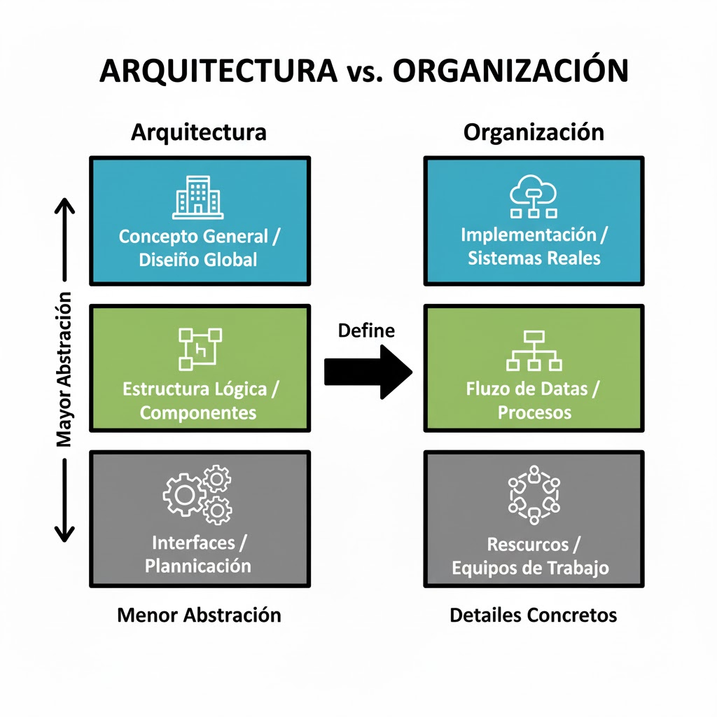 ARQUITECTURA vs. ORGANIZACIÓN
Arquitectura
Organización
Concepto General /
Diseiño Global
Implementación /
Sistemas Reales
Mayor Abstración
Estructura Lógica /
Componentes
Define
Fluzo de Datas /
Procesos
Interfaces /
Plannicación
Rescurcos /
Equipos de Trabajo
Menor Abstración
Detailes Concretos